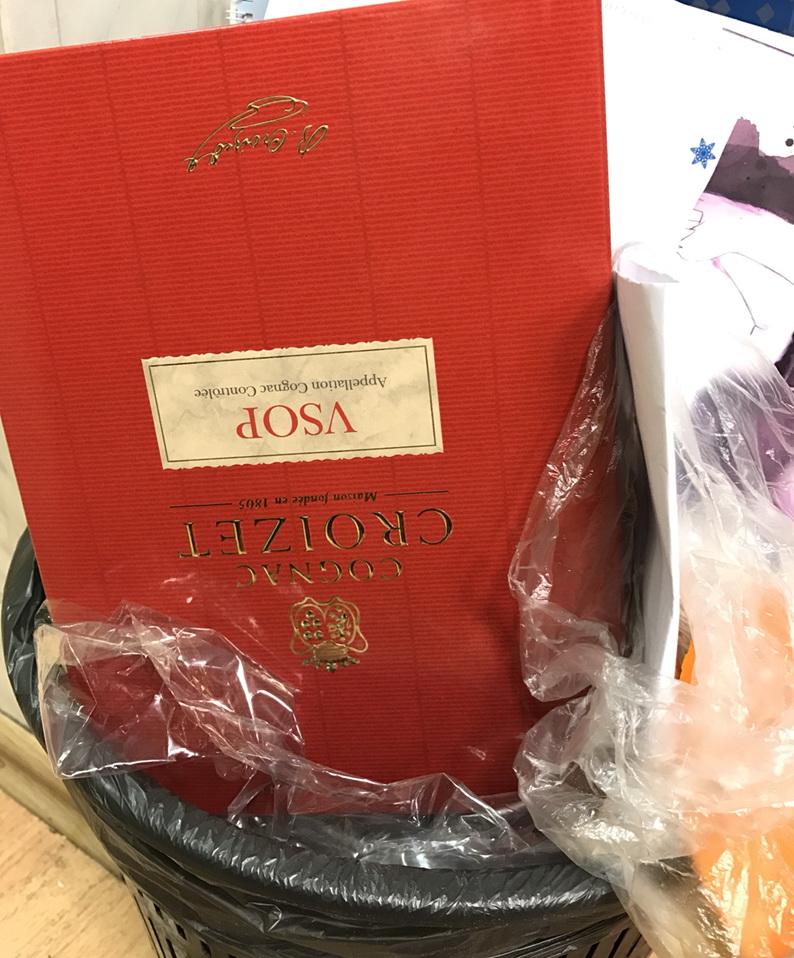 COGNAC
CROIZET
Maison fondée en 1805
VSOP
Appellation Cognac Contrôlée